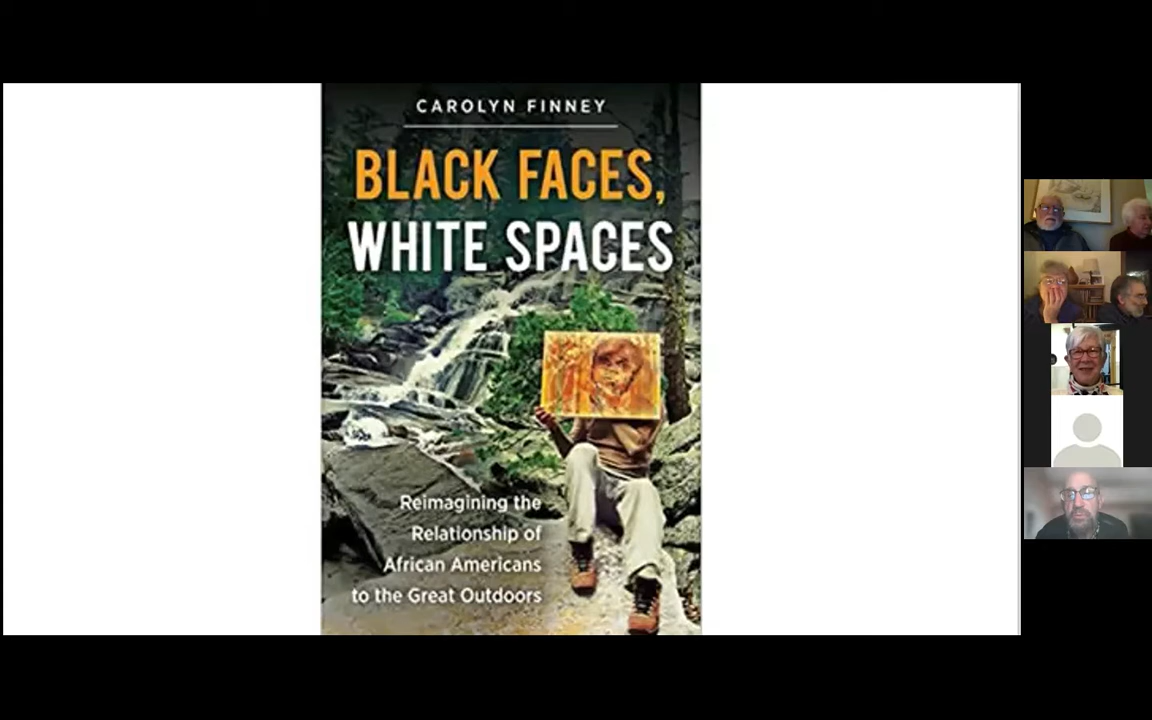 CAROLYN FINNEY
BLACK FACES,
WHITE SPACES
Reimagining the
Relationship of
African Americans
to the Great Outdoors